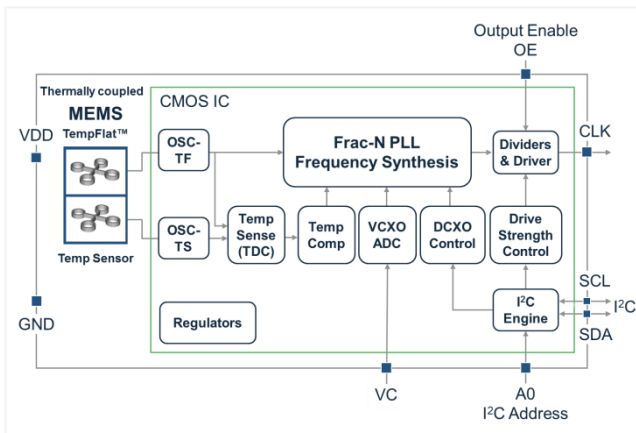 Output Enable
OE
Thermally coupled
MEMS
TempFlat™
CMOS IC
VDD
CLK
OSC-
TF
Frac-N PLL
Frequency Synthesis
Dividers
& Driver
OSC-
TS
Temp
Sense
(TDC)
Temp
Comp
VCXO
ADC
DCXO
Control
Drive
Strength
Control
Temp Sensor
SCL
I²C
SDA
GND
Regulators
I²C
Engine
VC
A0
I²C Address